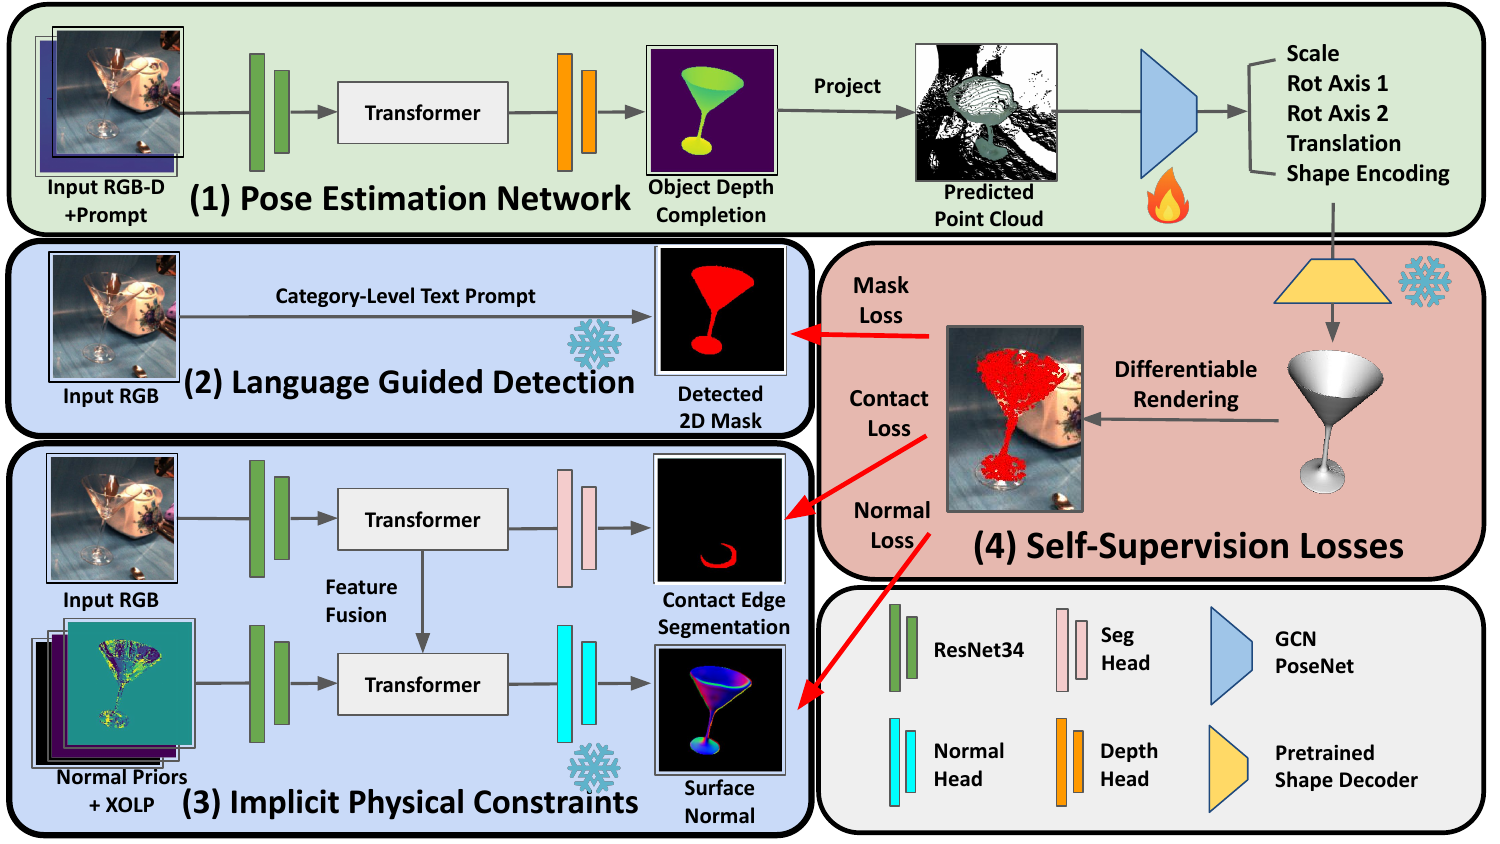 Input RGB-D
+Prompt
Transformer
Object Depth
Completion
Project
Predicted
Point Cloud
Scale
Rot Axis 1
Rot Axis 2
Translation
Shape Encoding
(1) Pose Estimation Network
Input RGB
Category-Level Text Prompt
(2) Language Guided Detection
Detected
2D Mask
Input RGB
Transformer
Feature
Fusion
Contact Edge
Segmentation
Normal Priors
+ XOLP
Transformer
Surface
Normal
(3) Implicit Physical Constraints
Mask
Loss
Contact
Loss
Normal
Loss
Differentiable
Rendering
(4) Self-Supervision Losses
ResNet34
Seg
Head
GCN
PoseNet
Normal
Head
Depth
Head
Pretrained
Shape Decoder